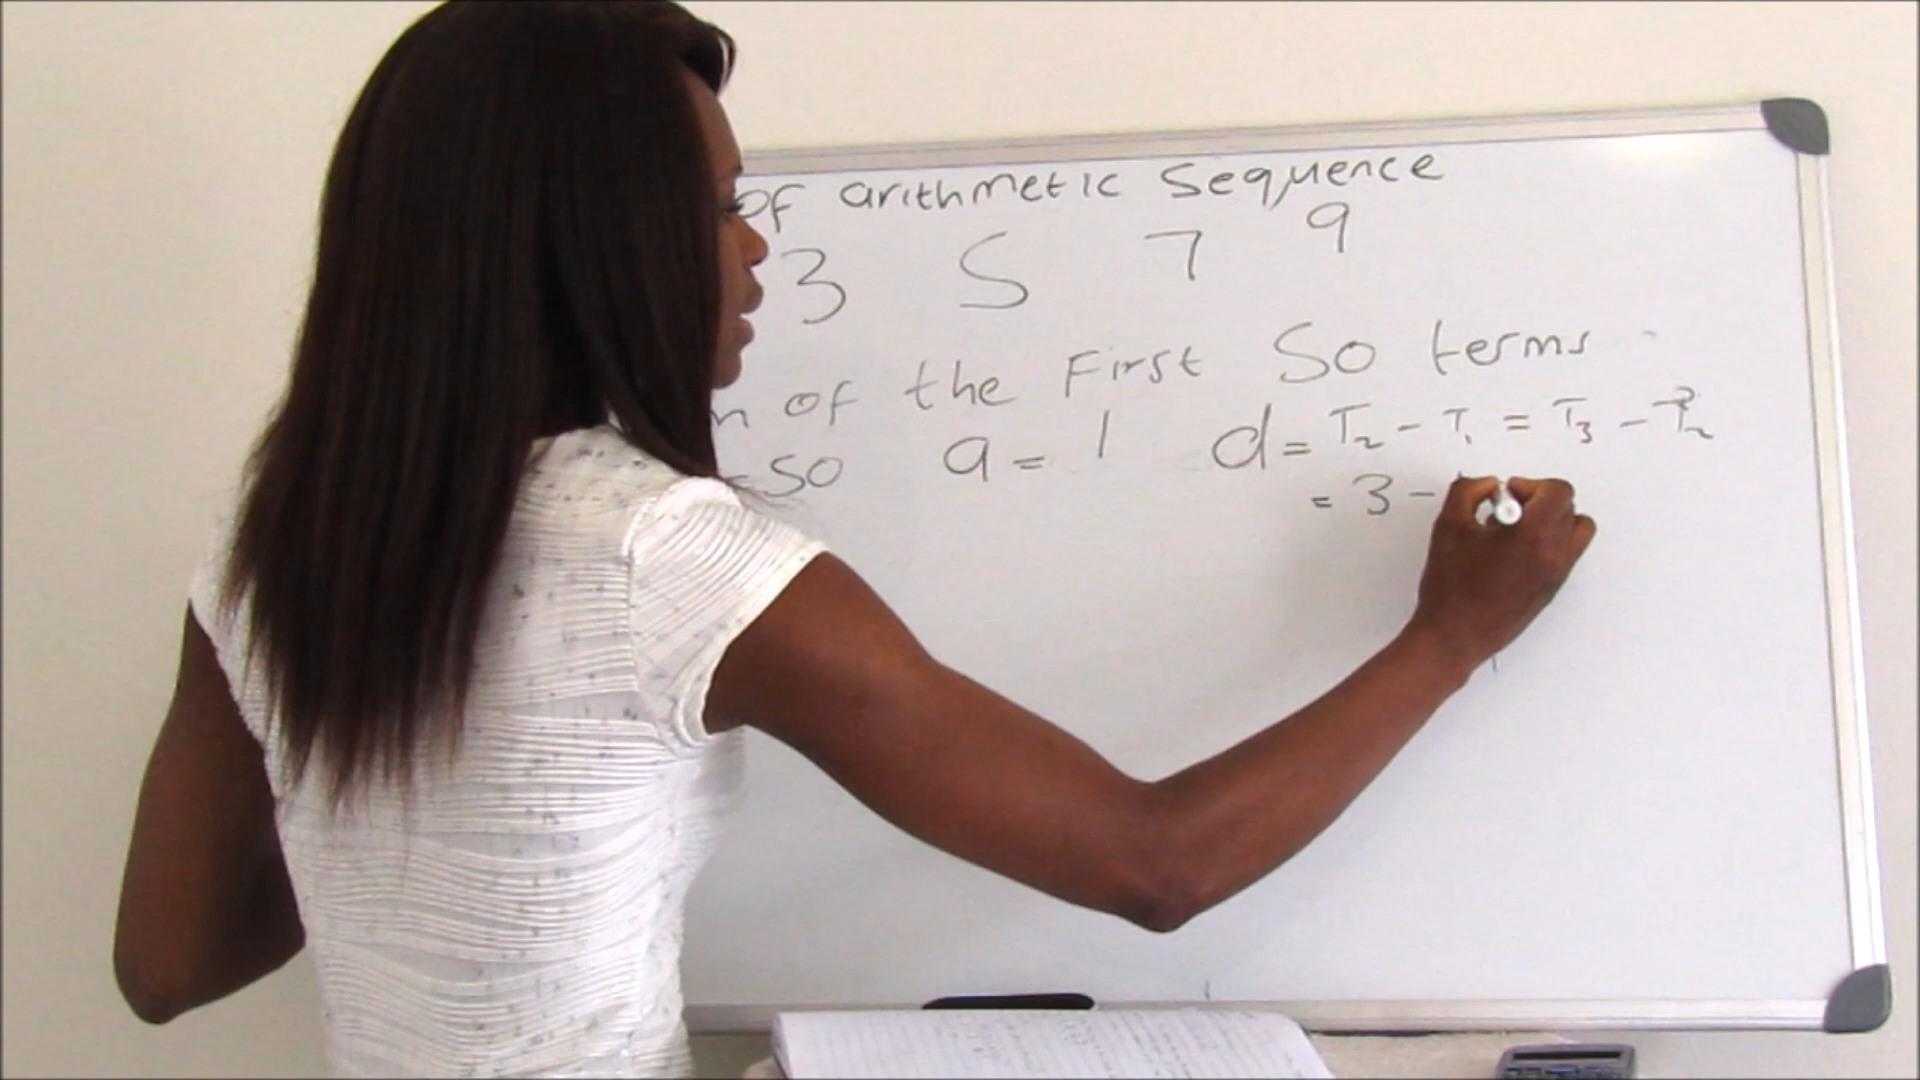 of arithmetic Sequence
3 5 7 9
of the First 50 terms
=50 a = 1 d = T₂ - T₁ = T₃ - T₂
= 3 -